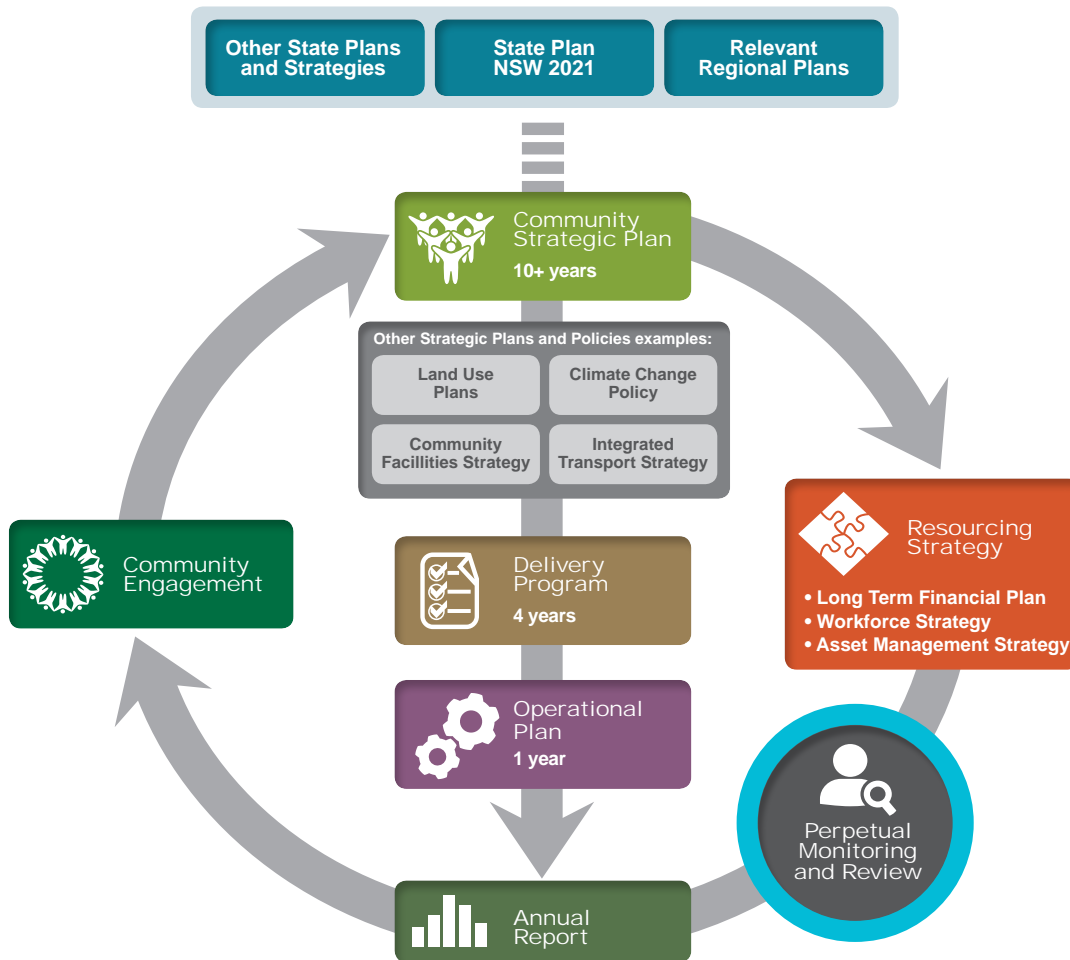 Other State Plans
and Strategies
State Plan
NSW 2021
Relevant
Regional Plans
Community
Strategic Plan
10+ years
Other Strategic Plans and Policies examples:
Land Use
Plans
Climate Change
Policy
Community
Facillities Strategy
Integrated
Transport Strategy
Community
Engagement
Delivery
Program
4 years
Resourcing
Strategy
• Long Term Financial Plan
• Workforce Strategy
• Asset Management Strategy
Operational
Plan
1 year
Perpetual
Monitoring
and Review
Annual
Report